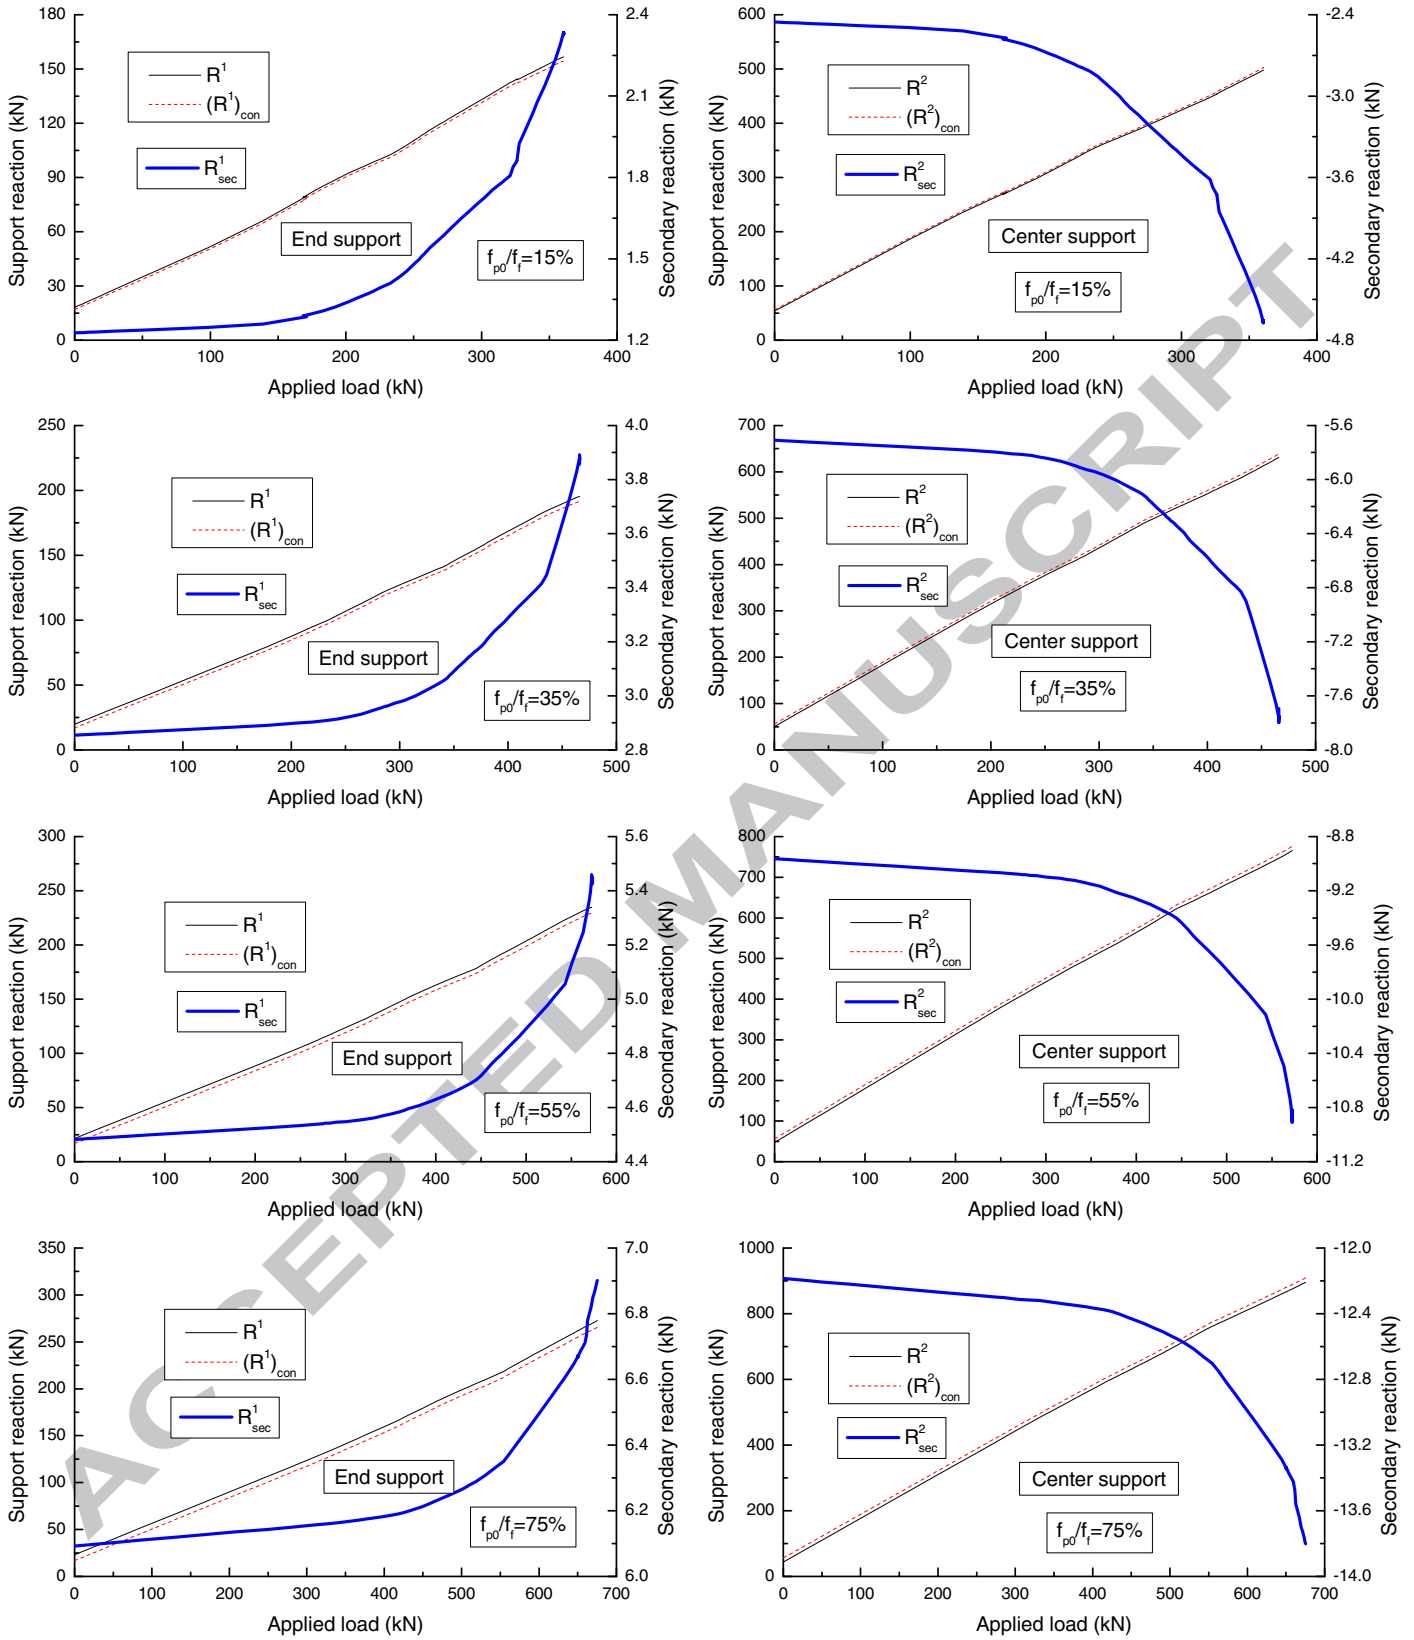 180
150
120
90
60
30
0
Support reaction (kN)
R¹
(R¹)con
R¹sec
End support
fp0/ff=15%
2.4
2.1
1.8
1.5
1.2
Secondary reaction (kN)
0 100 200 300 400
Applied load (kN)
600
500
400
300
200
100
0
Support reaction (kN)
R²
(R²)con
R²sec
Center support
fp0/ff=15%
-2.4
-3.0
-3.6
-4.2
-4.8
Secondary reaction (kN)
0 100 200 300 400
Applied load (kN)
250
200
150
100
50
0
Support reaction (kN)
R¹
(R¹)con
R¹sec
End support
fp0/ff=35%
4.0
3.8
3.6
3.4
3.2
3.0
2.8
Secondary reaction (kN)
0 100 200 300 400 500
Applied load (kN)
700
600
500
400
300
200
100
0
Support reaction (kN)
R²
(R²)con
R²sec
Center support
fp0/ff=35%
-5.6
-6.0
-6.4
-6.8
-7.2
-7.6
-8.0
Secondary reaction (kN)
0 100 200 300 400 500
Applied load (kN)
300
250
200
150
100
50
0
Support reaction (kN)
R¹
(R¹)con
R¹sec
End support
fp0/ff=55%
5.6
5.4
5.2
5.0
4.8
4.6
4.4
Secondary reaction (kN)
0 100 200 300 400 500 600
Applied load (kN)
800
700
600
500
400
300
200
100
0
Support reaction (kN)
R²
(R²)con
R²sec
Center support
fp0/ff=55%
-8.8
-9.2
-9.6
-10.0
-10.4
-10.8
-11.2
Secondary reaction (kN)
0 100 200 300 400 500 600
Applied load (kN)
350
300
250
200
150
100
50
0
Support reaction (kN)
R¹
(R¹)con
R¹sec
End support
fp0/ff=75%
7.0
6.8
6.6
6.4
6.2
6.0
Secondary reaction (kN)
0 100 200 300 400 500 600 700
Applied load (kN)
1000
800
600
400
200
0
Support reaction (kN)
R²
(R²)con
R²sec
Center support
fp0/ff=75%
-12.0
-12.4
-12.8
-13.2
-13.6
-14.0
Secondary reaction (kN)
0 100 200 300 400 500 600 700
Applied load (kN)
ACCEPTED MANUSCRIPT